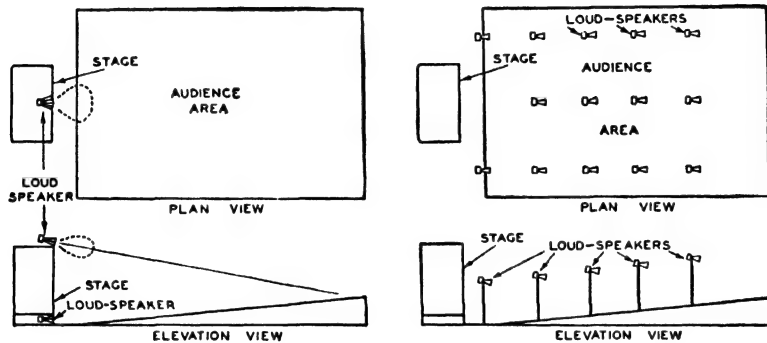 STAGE
AUDIENCE
AREA
LOUD
SPEAKER
PLAN VIEW
STAGE
LOUD-SPEAKER
ELEVATION VIEW
LOUD-SPEAKERS
STAGE
AUDIENCE
AREA
PLAN VIEW
STAGE
LOUD-SPEAKERS
ELEVATION VIEW